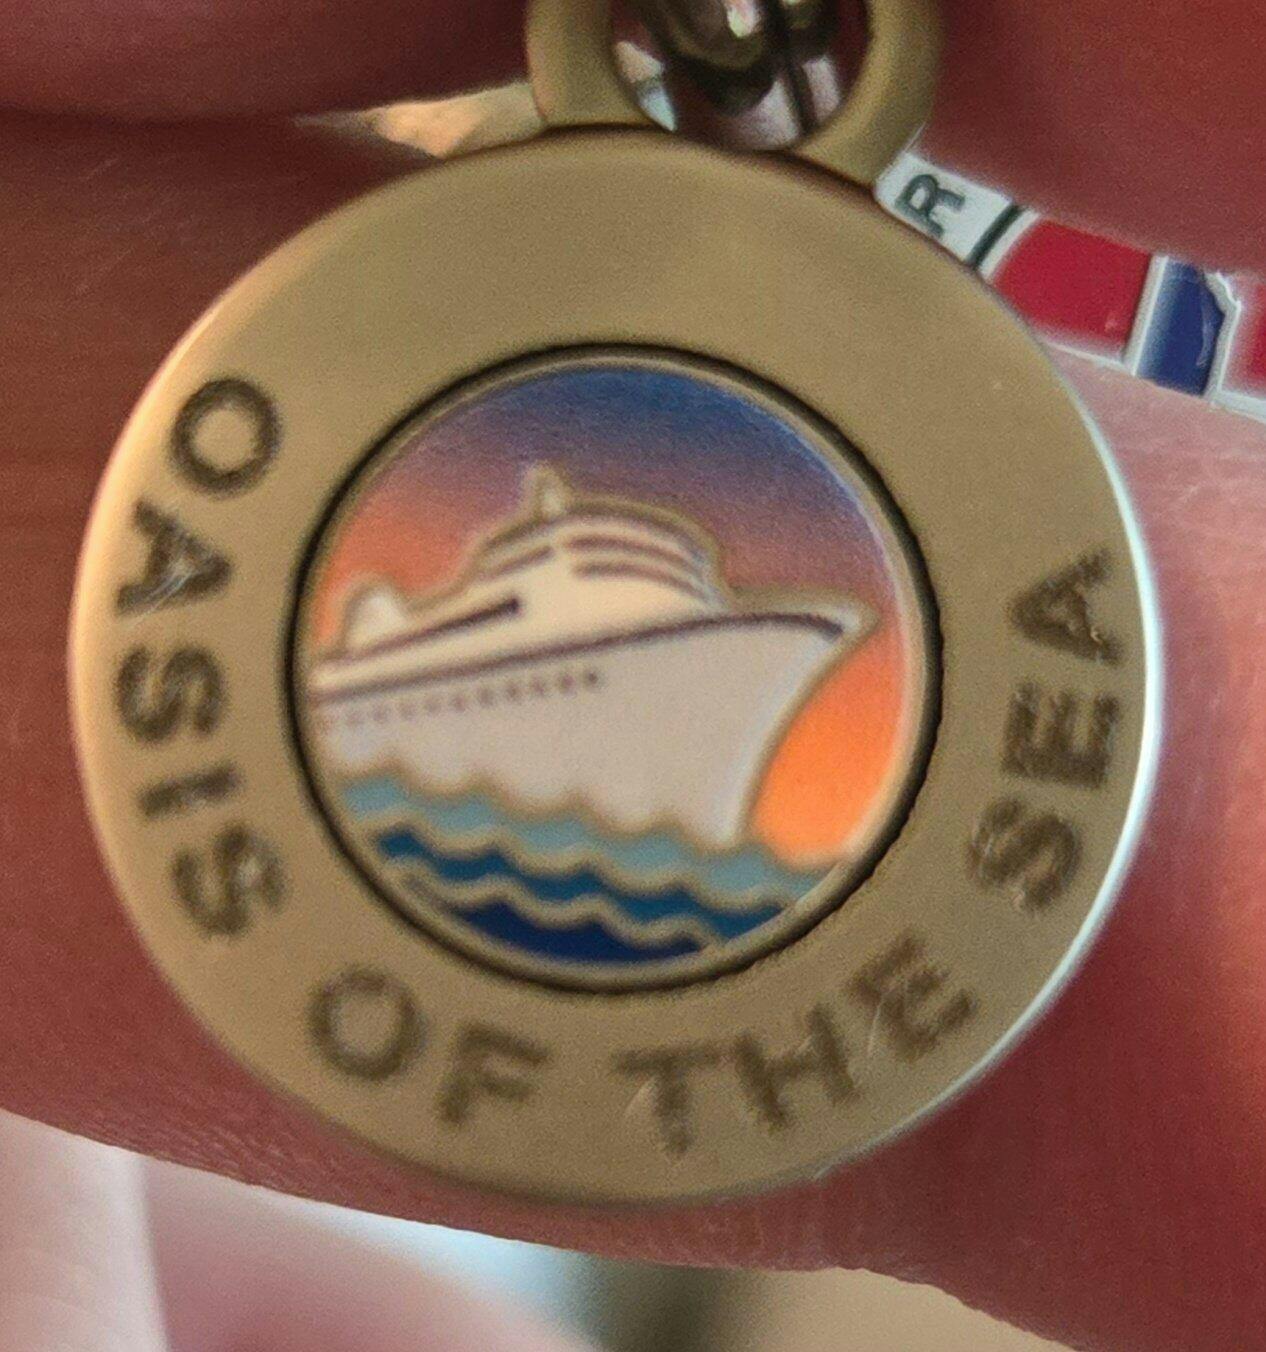 OASIS OF THE SEA
R